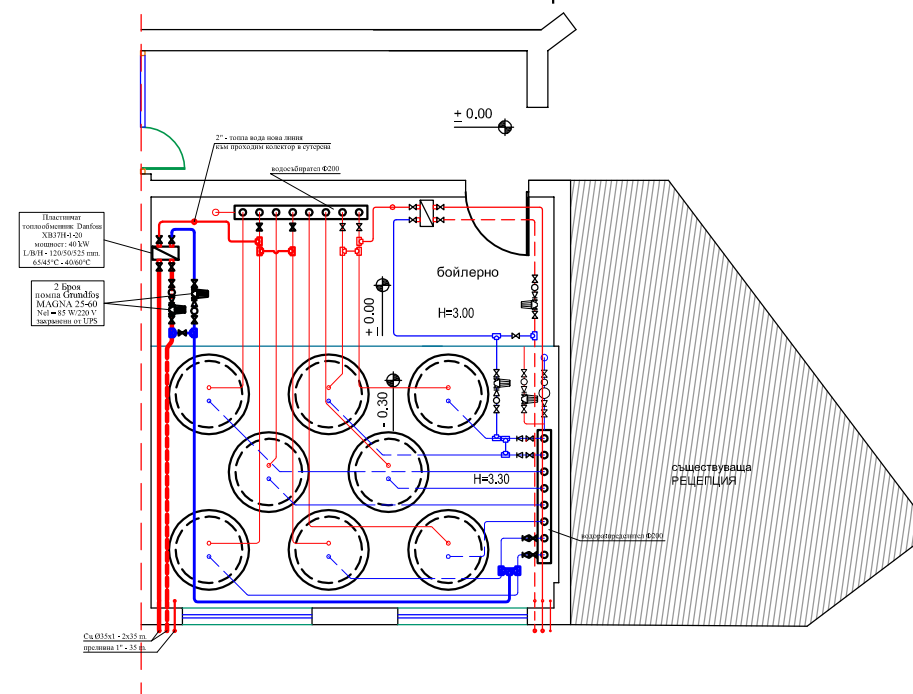 ± 0.00
2" - топла вода нова линия
към проходим колектор в сутерена
водосъбирател Ф200
Пластинчат
топлообменник Danfoss
XB37H-1-20
мощност: 40 kW
L/B/H - 120/50/525 mm.
65/45°C - 40/60°C
2 Броя
помпа Grundfos
MAGNA 25-60
Nel = 85 W/220 V
захранени от UPS
бойлерно
± 0.00
H=3.00
- 0.30
H=3.30
съществуваща
РЕЦЕПЦИЯ
водоразпределител Ф200
Cu Ø35x1 - 2x35 m.
преливна 1" - 35 m.